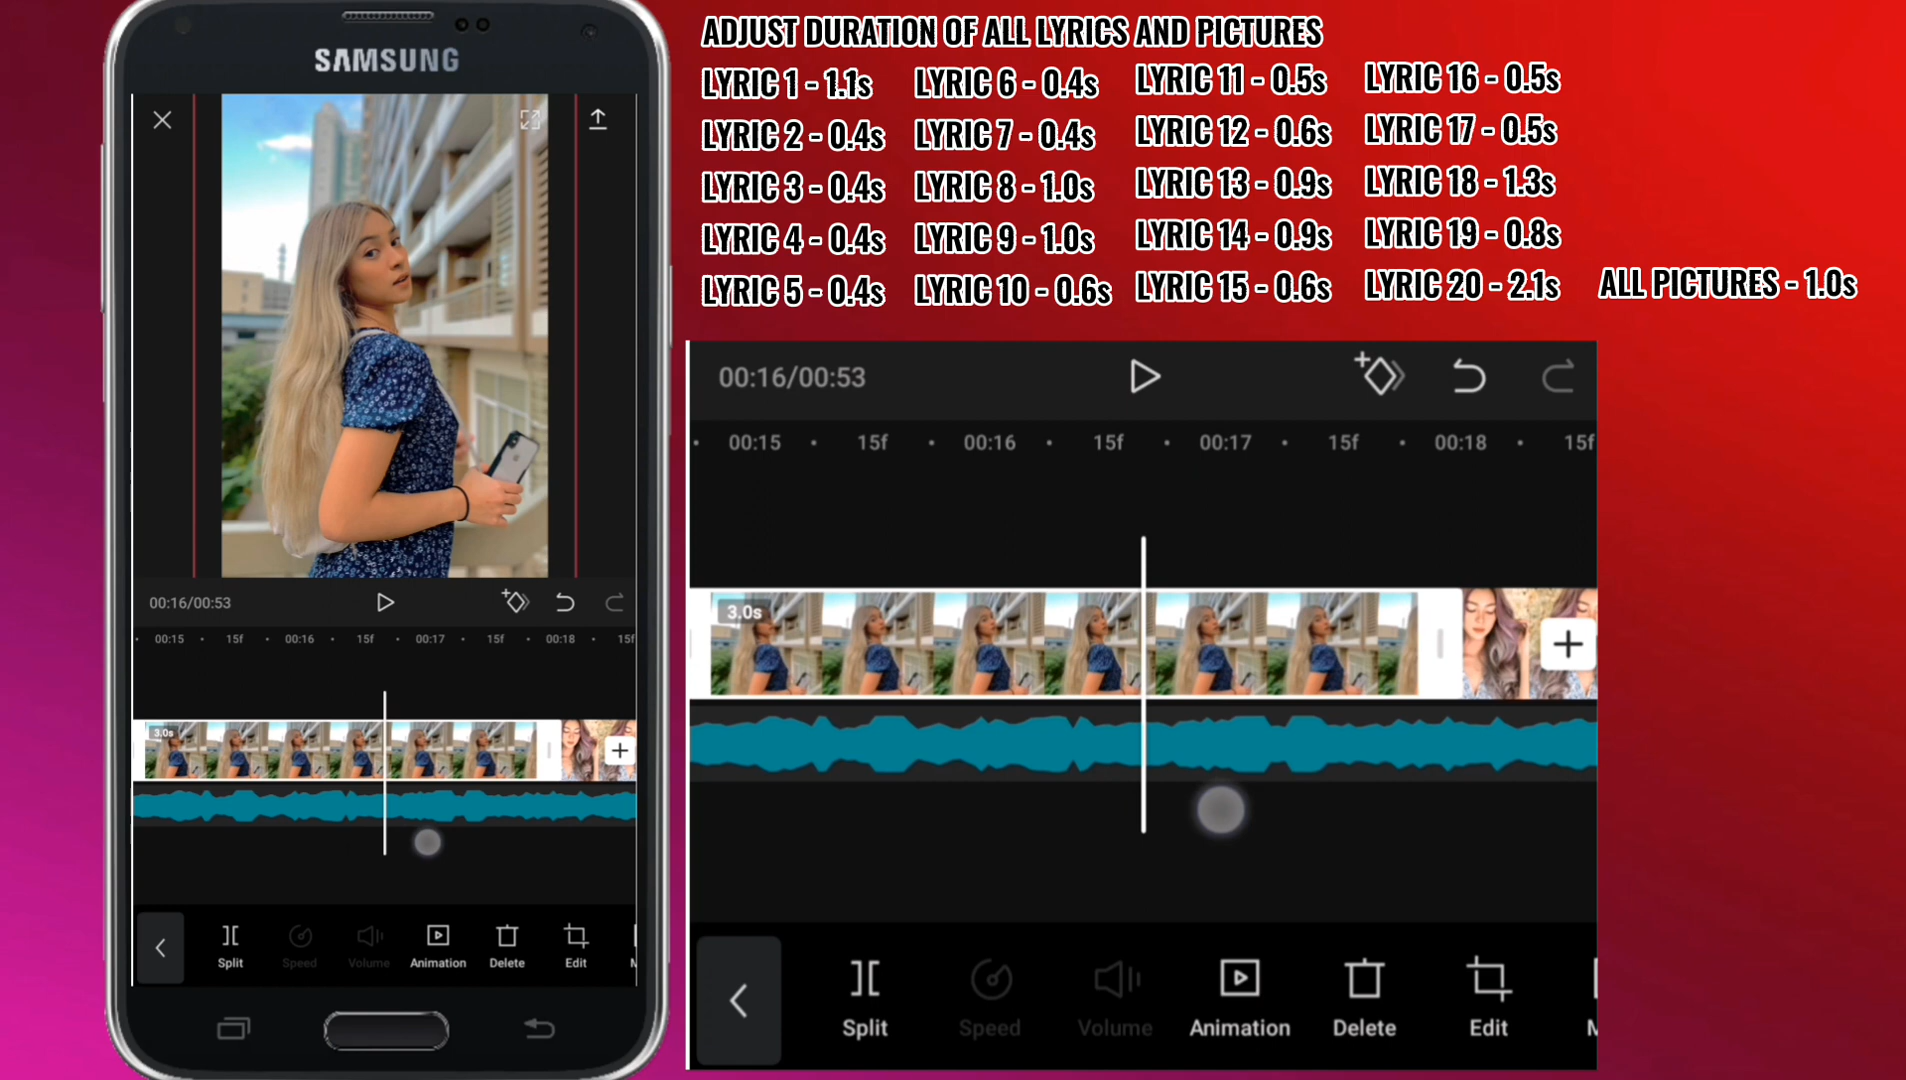 ADJUST DURATION OF ALL LYRICS AND PICTURES
LYRIC 1 - 1.1s
LYRIC 2 - 0.4s
LYRIC 3 - 0.4s
LYRIC 4 - 0.4s
LYRIC 5 - 0.4s
LYRIC 6 - 0.4s
LYRIC 7 - 0.4s
LYRIC 8 - 1.0s
LYRIC 9 - 1.0s
LYRIC 10 - 0.6s
LYRIC 11 - 0.5s
LYRIC 12 - 0.6s
LYRIC 13 - 0.9s
LYRIC 14 - 0.9s
LYRIC 15 - 0.6s
LYRIC 16 - 0.5s
LYRIC 17 - 0.5s
LYRIC 18 - 1.3s
LYRIC 19 - 0.8s
LYRIC 20 - 2.1s
ALL PICTURES - 1.0s
SAMSUNG
00:16/00:53
00:15 15f 00:16 15f 00:17 15f 00:18 15f
3.0s
Split Speed Volume Animation Delete Edit
00:16/00:53
00:15 15f 00:16 15f 00:17 15f 00:18 15f
3.0s
Split Speed Volume Animation Delete Edit